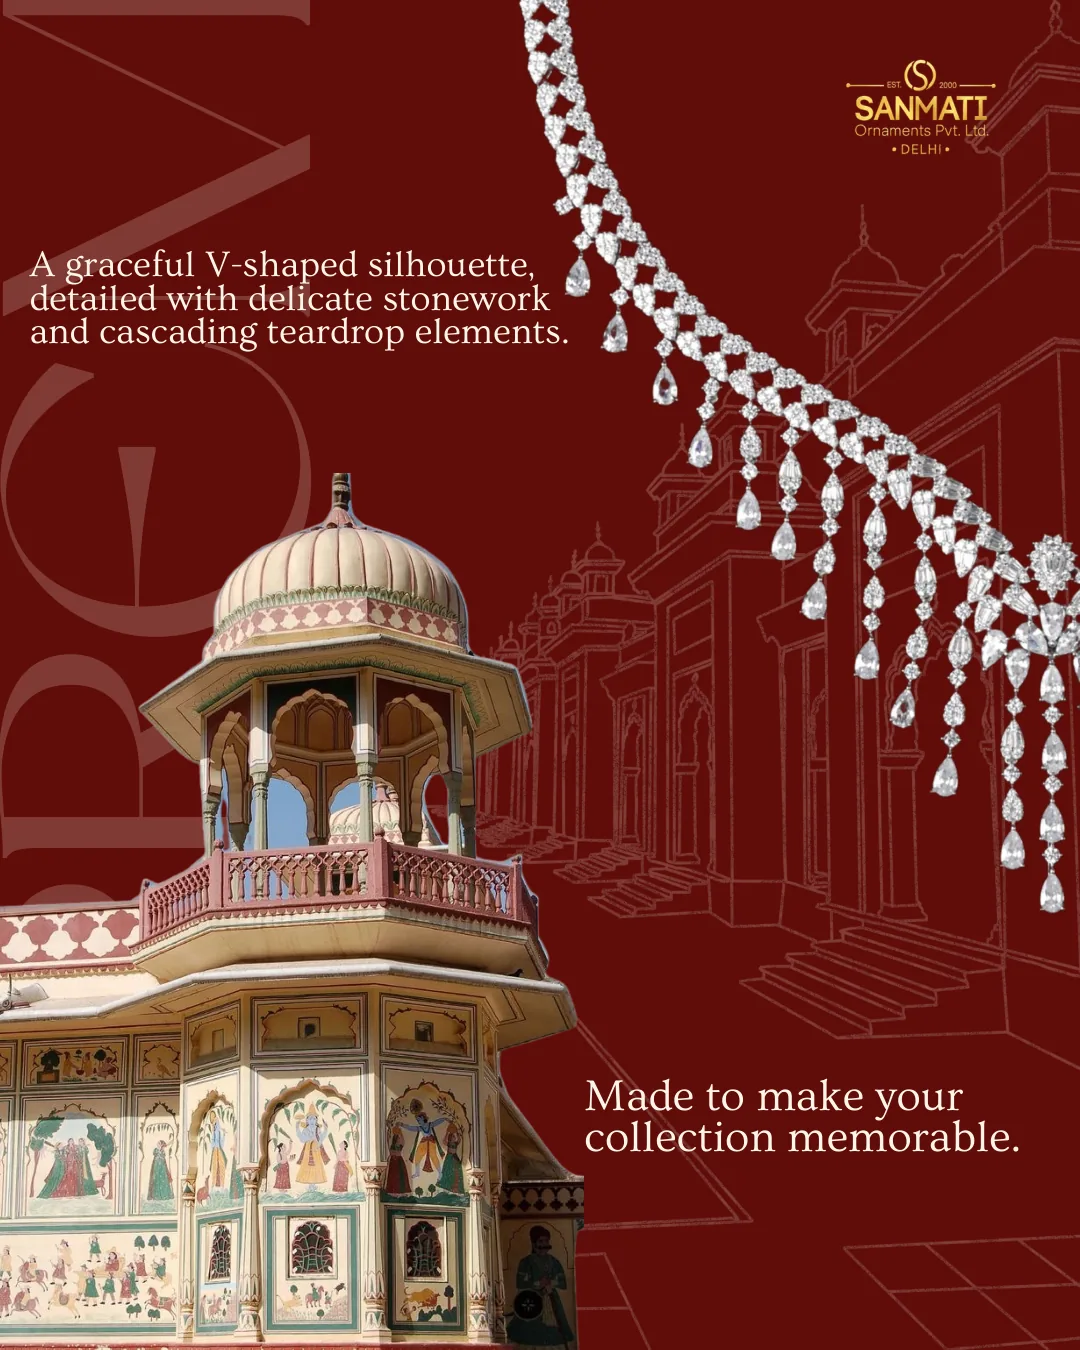 EST. 2000
SANMATI
Ornaments Pvt. Ltd.
• DELHI •
A graceful V-shaped silhouette,
detailed with delicate stonework
and cascading teardrop elements.
Made to make your
collection memorable.